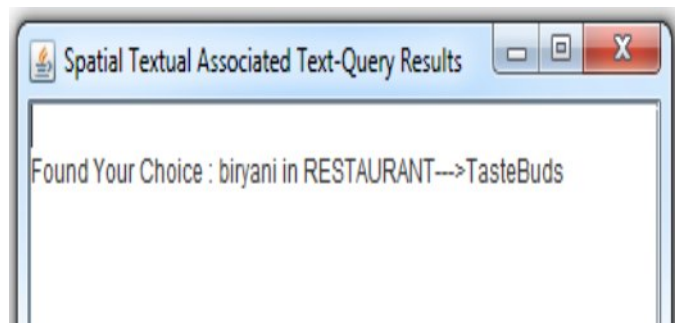 Spatial Textual Associated Text-Query Results
Found Your Choice : biryani in RESTAURANT--->TasteBuds